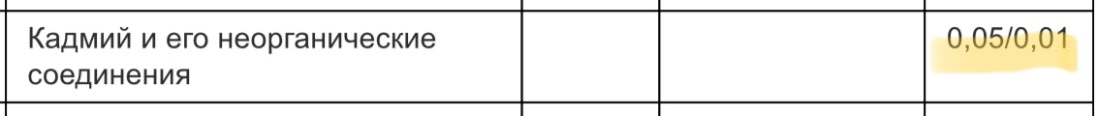 Кадмий и его неорганические 0,05/0,01
соединения